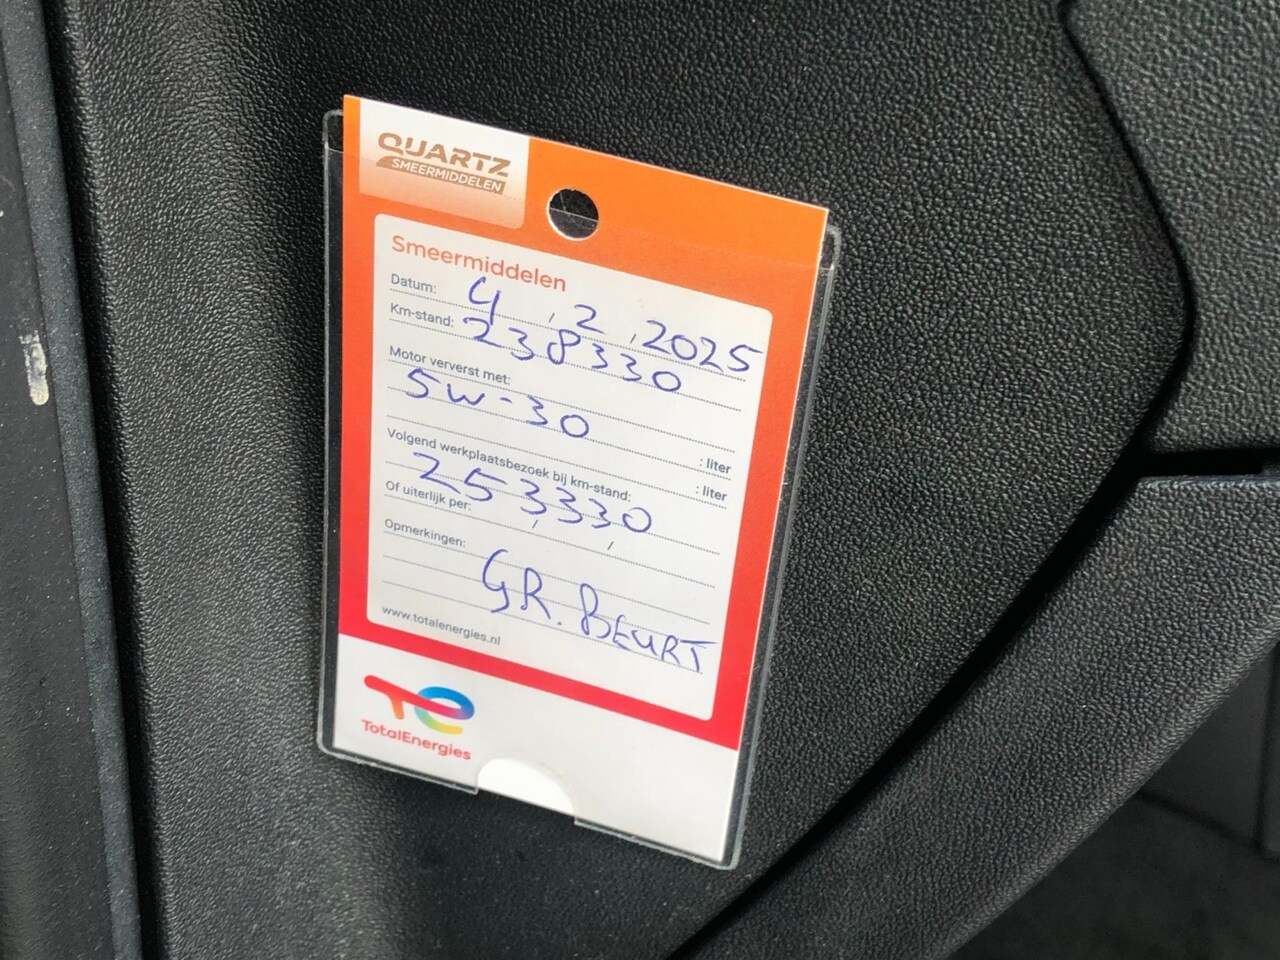 QUARTZ
SMEERMIDDELEN
Smeermiddelen
Datum: 4 , 2 , 2025
Km-stand: 238330
Motor ververst met:
5W-30 : liter
: liter
Volgend werkplaatsbezoek bij km-stand:
253330
Of uiterlijk per: , ,
Opmerkingen:
GR. BEURT
www.totalenergies.nl
TotalEnergies